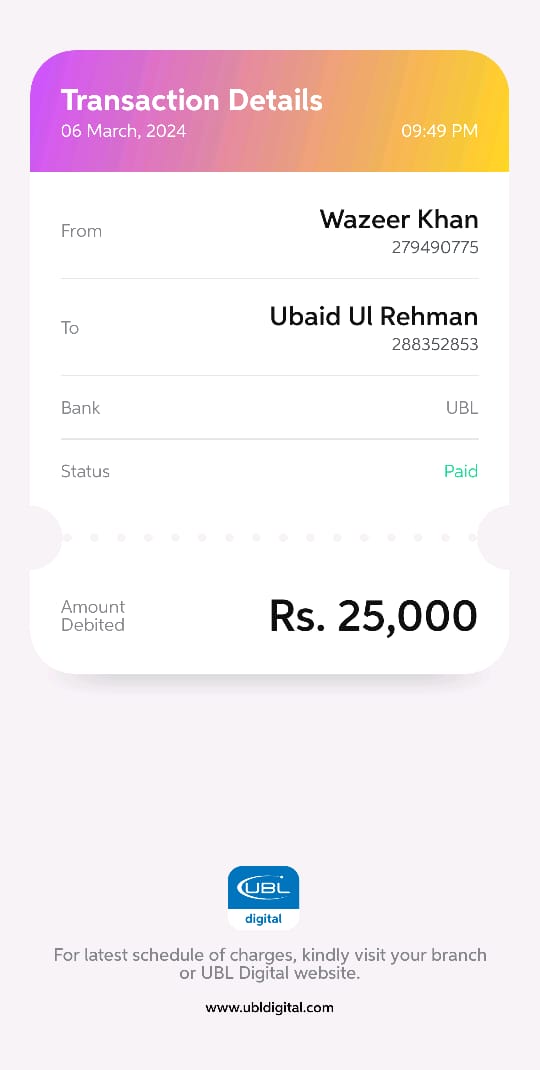 Transaction Details
06 March, 2024 09:49 PM
From Wazeer Khan
279490775
To Ubaid Ul Rehman
288352853
Bank UBL
Status Paid
Amount
Debited Rs. 25,000
UBL
digital
For latest schedule of charges, kindly visit your branch
or UBL Digital website.
www.ubldigital.com